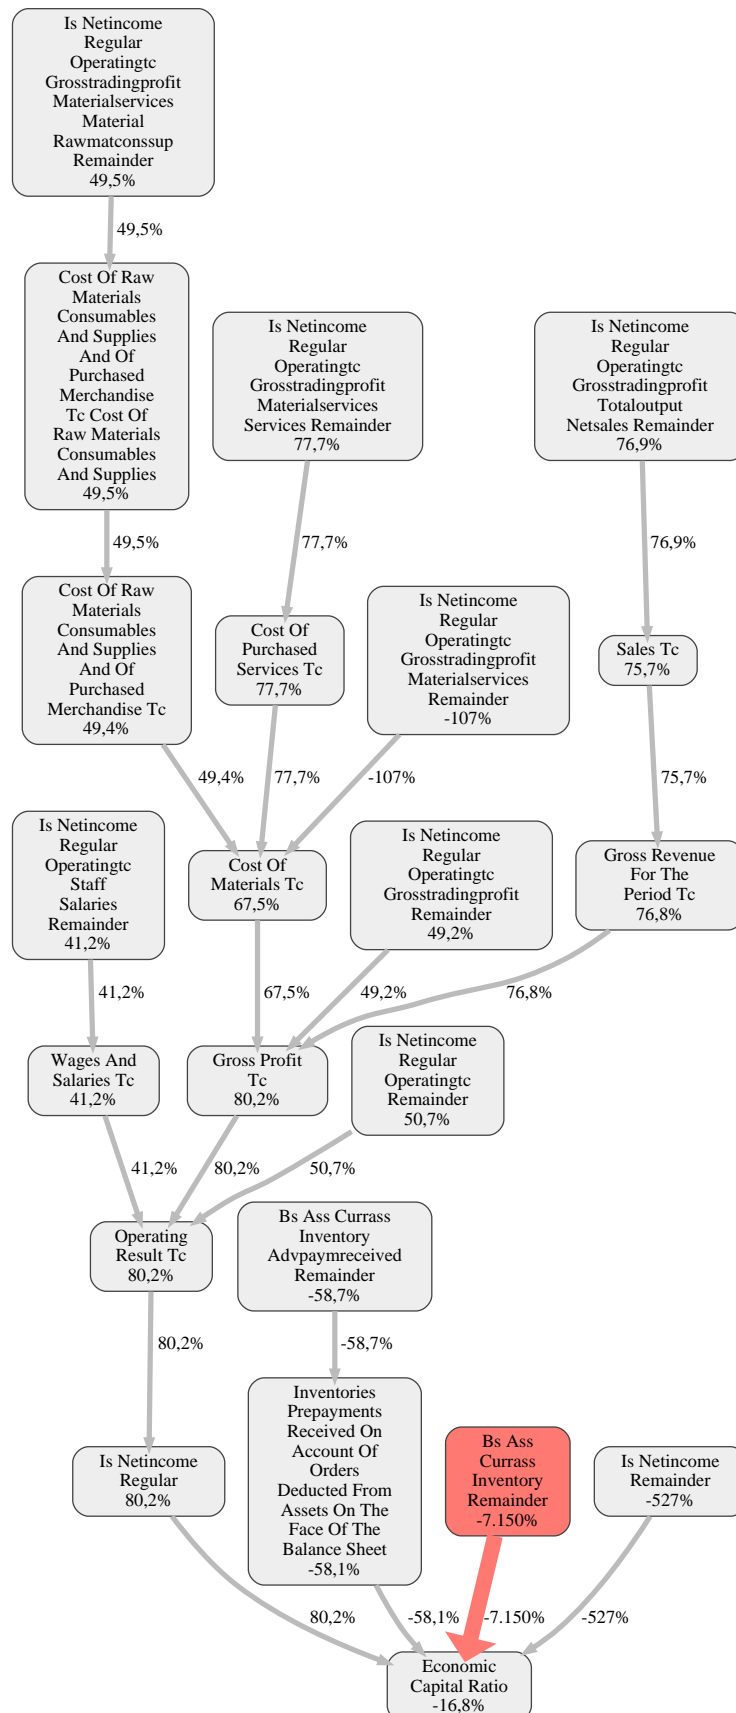 Is Netincome
Regular
Operatingtc
Grosstradingprofit
Materialservices
Material
Rawmatconssup
Remainder
49,5%
49,5%
Cost Of Raw
Materials
Consumables
And Supplies
And Of
Purchased
Merchandise
Tc Cost Of
Raw Materials
Consumables
And Supplies
49,5%
Is Netincome
Regular
Operatingtc
Grosstradingprofit
Materialservices
Services Remainder
77,7%
Is Netincome
Regular
Operatingtc
Grosstradingprofit
Totaloutput
Netsales Remainder
76,9%
49,5%
77,7%
76,9%
Cost Of Raw
Materials
Consumables
And Supplies
And Of
Purchased
Merchandise Tc
49,4%
Cost Of
Purchased
Services Tc
77,7%
Is Netincome
Regular
Operatingtc
Grosstradingprofit
Materialservices
Remainder
-107%
Sales Tc
75,7%
49,4%
77,7%
-107%
75,7%
Is Netincome
Regular
Operatingtc
Staff
Salaries
Remainder
41,2%
Cost Of
Materials Tc
67,5%
Is Netincome
Regular
Operatingtc
Grosstradingprofit
Remainder
49,2%
Gross Revenue
For The
Period Tc
76,8%
41,2%
67,5%
49,2%
76,8%
Wages And
Salaries Tc
41,2%
Gross Profit
Tc
80,2%
Is Netincome
Regular
Operatingtc
Remainder
50,7%
41,2%
80,2%
50,7%
Operating
Result Tc
80,2%
Bs Ass Currass
Inventory
Advpaymreceived
Remainder
-58,7%
80,2%
-58,7%
Is Netincome
Regular
80,2%
Inventories
Prepayments
Received On
Account Of
Orders
Deducted From
Assets On The
Face Of The
Balance Sheet
-58,1%
Bs Ass
Currass
Inventory
Remainder
-7.150%
Is Netincome
Remainder
-527%
80,2%
-58,1%
-7.150%
-527%
Economic
Capital Ratio
-16,8%